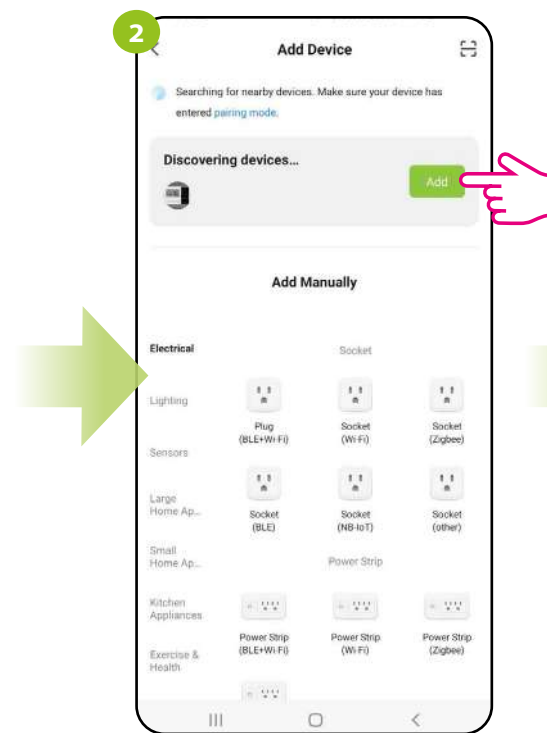 2
Add Device
Searching for nearby devices. Make sure your device has
entered pairing mode.
Discovering devices...
Add
Add Manually
Electrical
Socket
Lighting
Plug
(BLE+Wi-Fi)
Socket
(Wi-Fi)
Socket
(Zigbee)
Sensors
Large
Home Ap...
Socket
(BLE)
Socket
(NB-IoT)
Socket
(other)
Small
Home Ap...
Power Strip
Kitchen
Appliances
Power Strip
(BLE+Wi-Fi)
Power Strip
(Wi-Fi)
Power Strip
(Zigbee)
Exercise &
Health